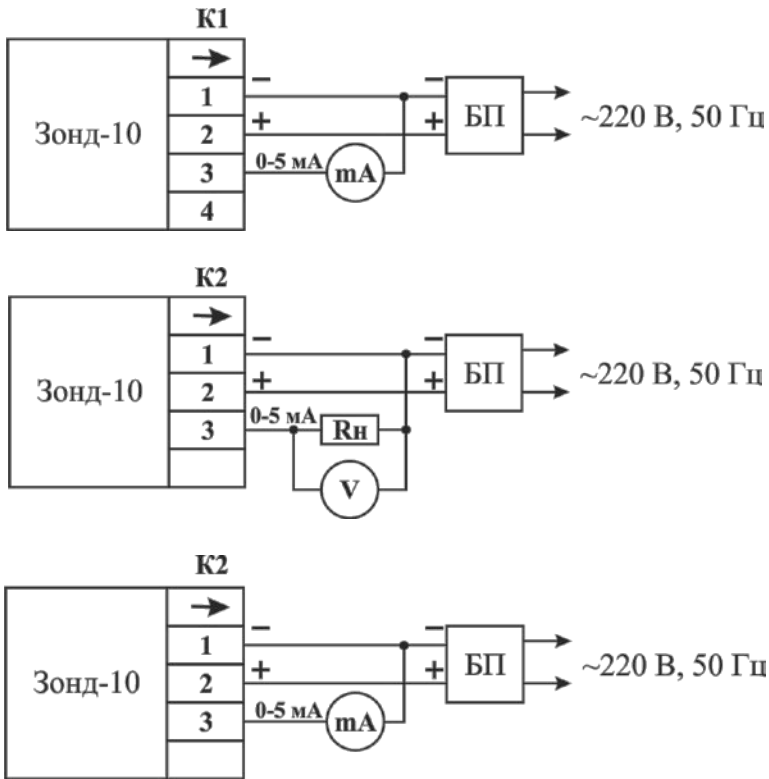 К1
− −
1
+ +
2
БП
~220 В, 50 Гц
Зонд-10
0-5 мА
3
mA
4
К2
− −
1
+ +
2
БП
~220 В, 50 Гц
Зонд-10
0-5 мА
3
Rн
V
К2
− −
1
+ +
2
БП
~220 В, 50 Гц
Зонд-10
0-5 мА
3
mA